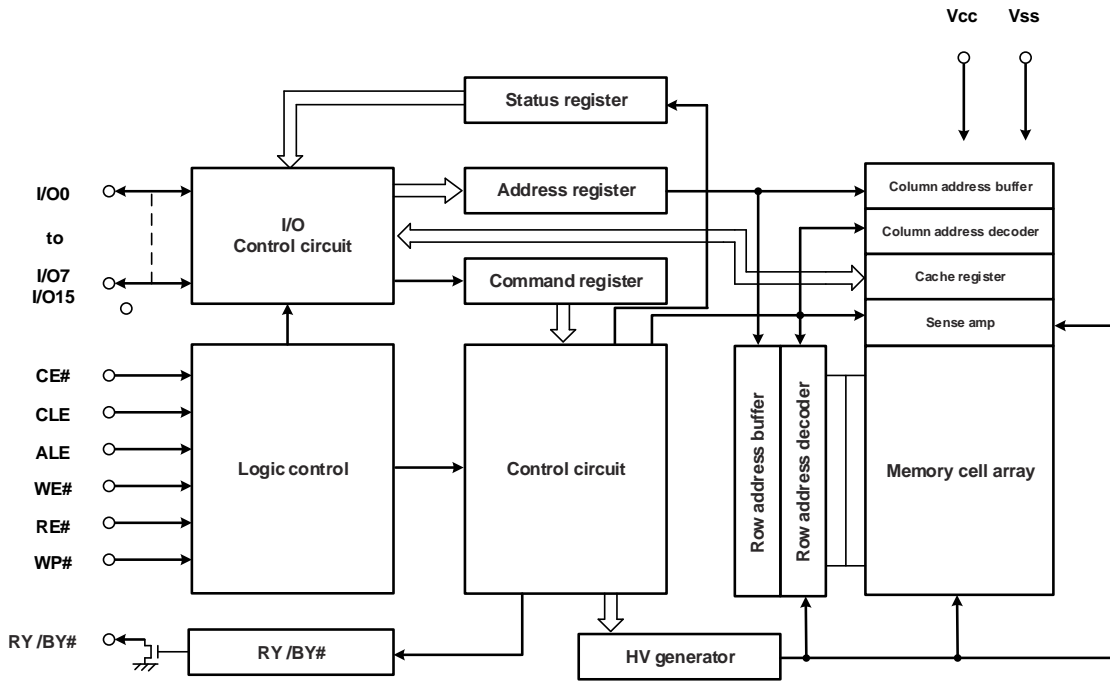 Vcc Vss
Status register
I/O0
to
I/O7
I/O15
I/O
Control circuit
Address register
Command register
Column address buffer
Column address decoder
Cache register
Sense amp
CE#
CLE
ALE
WE#
RE#
WP#
Logic control
Control circuit
Row address buffer
Row address decoder
Memory cell array
RY /BY#
RY /BY#
HV generator